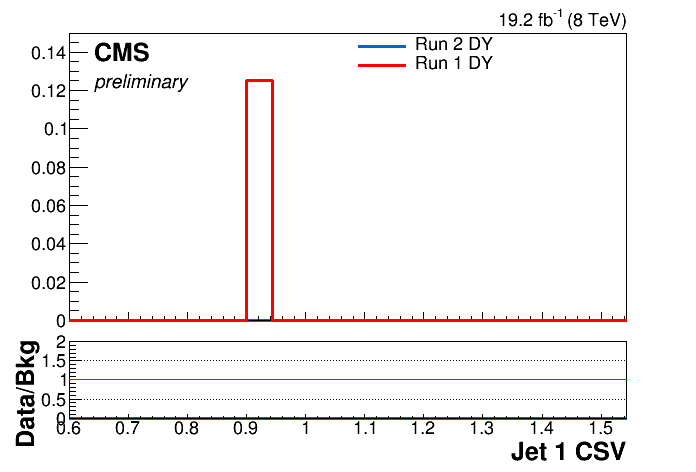 19.2 fb-1 (8 TeV)
CMS
preliminary
Run 2 DY
Run 1 DY
0.14
0.12
0.1
0.08
0.06
0.04
0.02
0
Data/Bkg
2
1.5
1
0.5
0
0.6 0.7 0.8 0.9 1 1.1 1.2 1.3 1.4 1.5
Jet 1 CSV